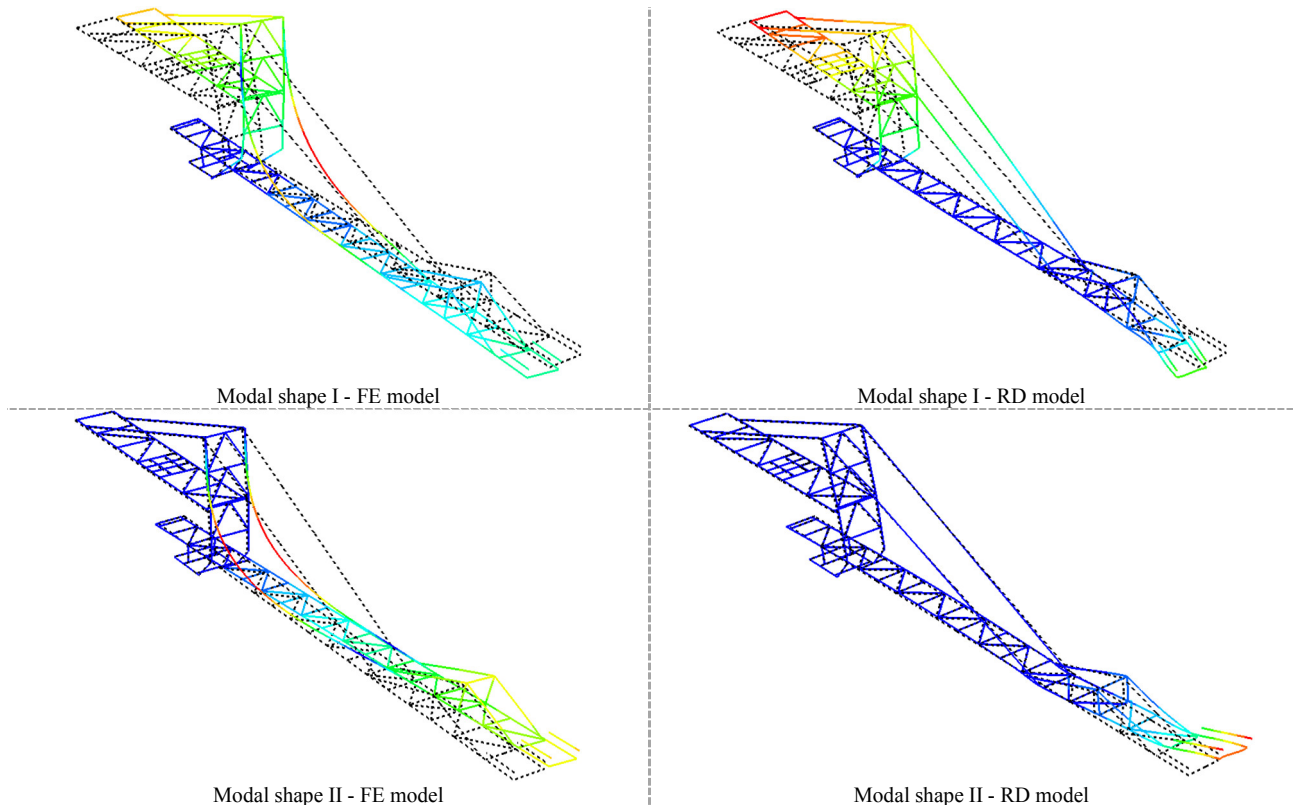 Modal shape I - FE model
Modal shape I - RD model
Modal shape II - FE model
Modal shape II - RD model